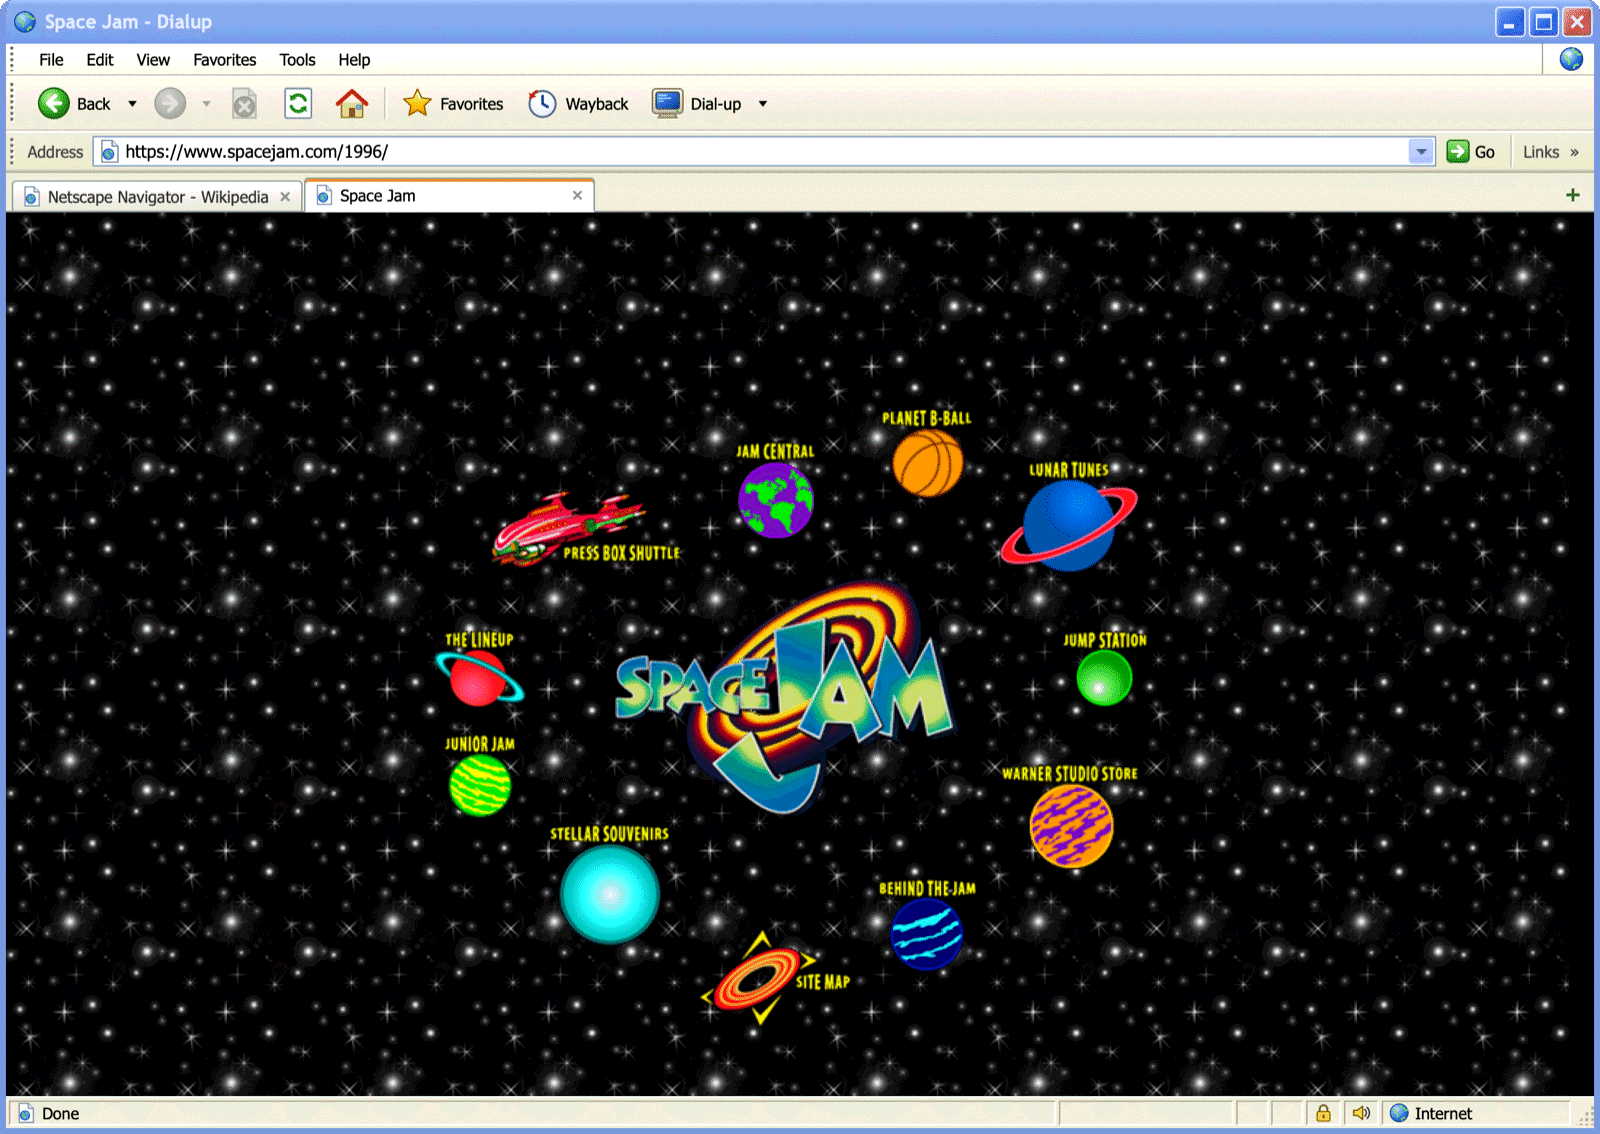 Space Jam - Dialup
File Edit View Favorites Tools Help
Back Favorites Wayback Dial-up
Address https://www.spacejam.com/1996/ Go Links »
Netscape Navigator - Wikipedia Space Jam
PLANET B-BALL
JAM CENTRAL
LUNAR TUNES
PRESS BOX SHUTTLE
THE LINEUP
JUMP STATION
SPACE JAM
JUNIOR JAM
WARNER STUDIO STORE
STELLAR SOUVENIRS
BEHIND THE JAM
SITE MAP
Done Internet